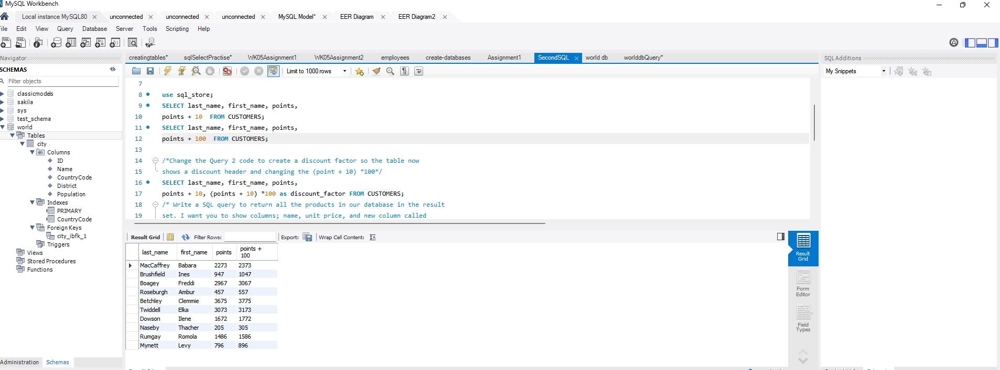 MySQL Workbench
Local instance MySQL80
unconnected
unconnected
unconnected
MySQL Model*
EER Diagram
EER Diagram2
Edit View Query Database Server Tools Scripting Help
Navigator
creatingtables* sqlSelectPractise* WK05Assignment1 WK05Assignment2 employees create-databases Assignment1 SecondSQL world db worlddbQuery*
SQLAdditions
SCHEMAS
Filter objects
classicmodels
sakila
sys
test_schema
world
Tables
city
Columns
ID
Name
CountryCode
District
Population
Indexes
PRIMARY
CountryCode
Foreign Keys
city_ibfk_1
Triggers
Views
Stored Procedures
Functions
Administration Schemas
Limit to 1000 rows
7
8 use sql_store;
9 SELECT last_name, first_name, points,
10 points + 10  FROM CUSTOMERS;
11 SELECT last_name, first_name, points,
12 points + 100  FROM CUSTOMERS;
13
14 /*Change the Query 2 code to create a discount factor so the table now
15 shows a discount header and changing the (point + 10) *100*/
16 SELECT last_name, first_name, points,
17 points + 10, (points + 10) *100 as discount_factor FROM CUSTOMERS;
18 /* Write a SQL query to return all the products in our database in the result
19 set. I want you to show columns; name, unit price, and new column called
Result Grid Filter Rows: Export: Wrap Cell Content:
last_name first_name points points + 100
MacCaffrey Babara 2273 2373
Brushfield Ines 947 1047
Boagey Freddi 2967 3067
Roseburgh Ambur 457 557
Betchley Clemmie 3675 3775
Twiddell Elka 3073 3173
Dowson Ilene 1672 1772
Naseby Thacher 205 305
Rumgay Romola 1486 1586
Mynett Levy 796 896
Result
Grid
Form
Editor
Field
Types
My Snippets